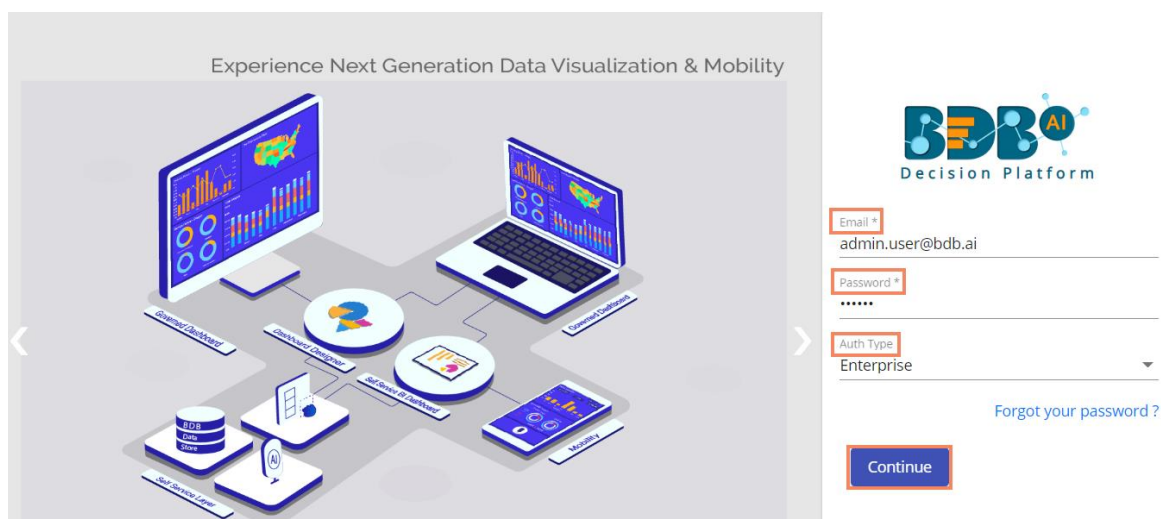 Experience Next Generation Data Visualization & Mobility
Governed Dashboard
Dashboard Designer
Governed Dashboard
Self Service BI Dashboard
Mobility
BDB
Data
Store
AI
Self Service Layer
BDB AI
Decision Platform
Email *
admin.user@bdb.ai
Password *
••••••
Auth Type
Enterprise
Forgot your password ?
Continue